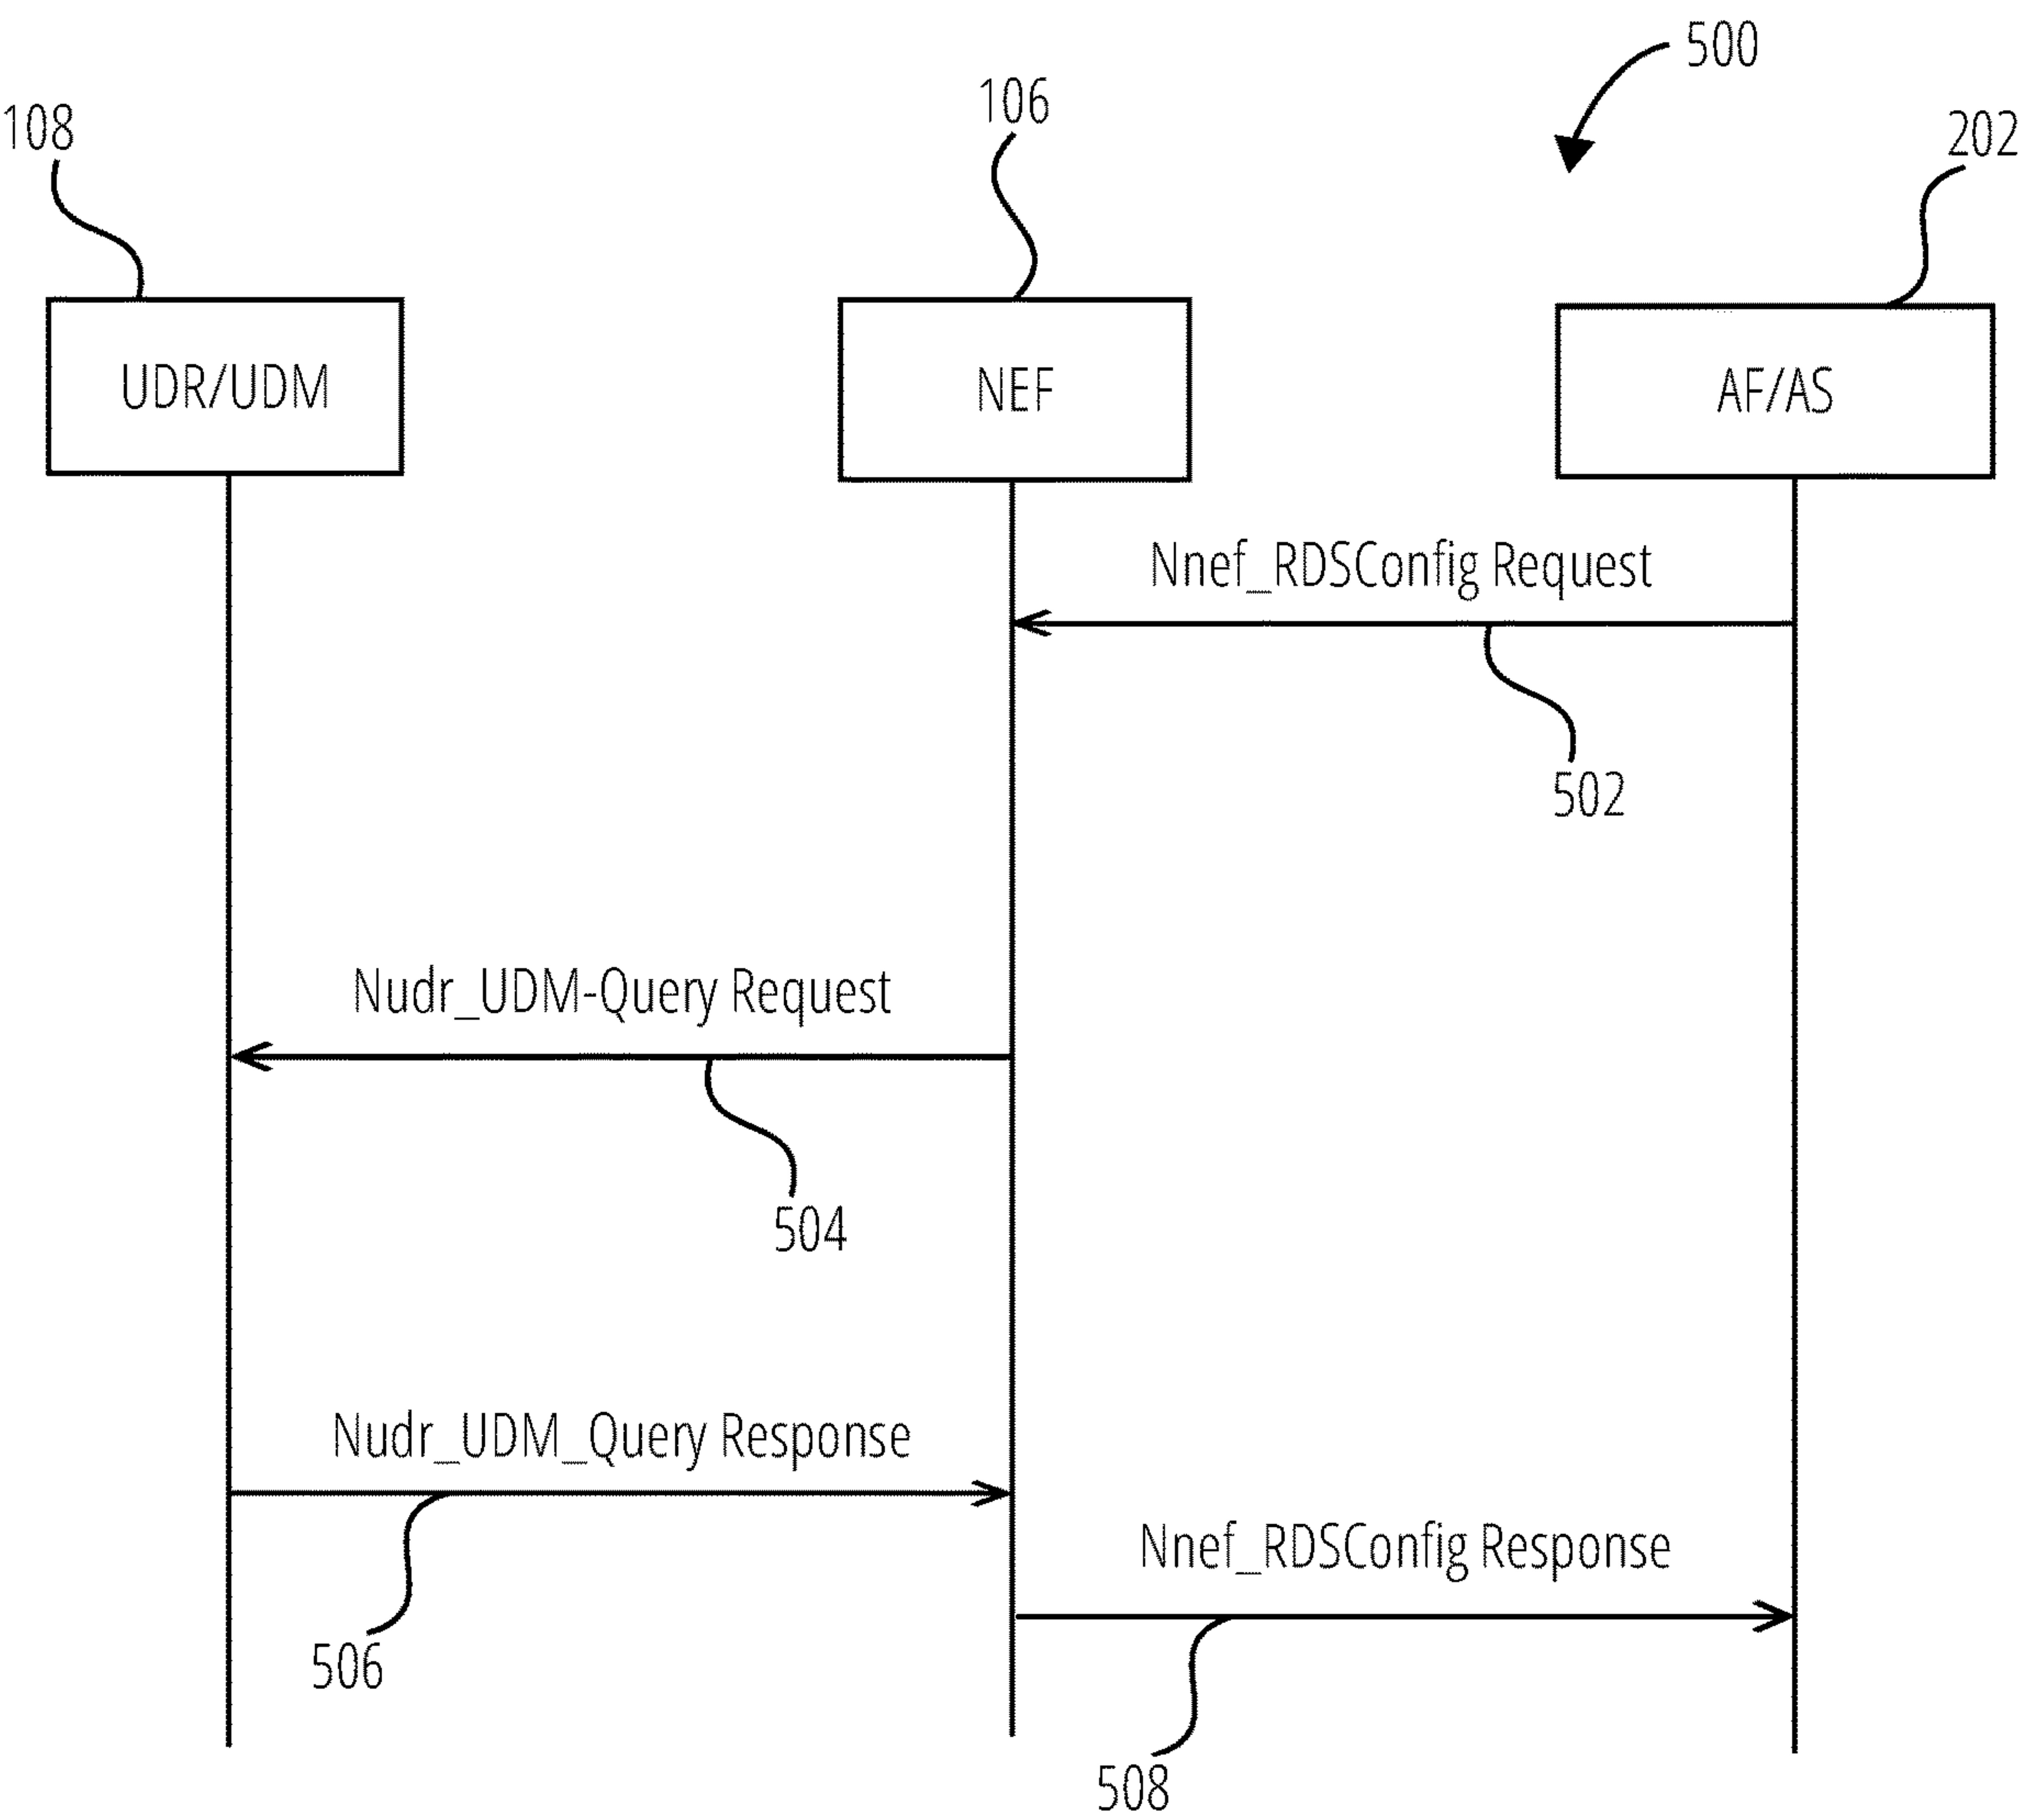 500
106
108
202
UDR/UDM
NEF
AF/AS
Nnef_RDSConfig Request
502
Nudr_UDM-Query Request
504
Nudr_UDM_Query Response
Nnef_RDSConfig Response
506
508